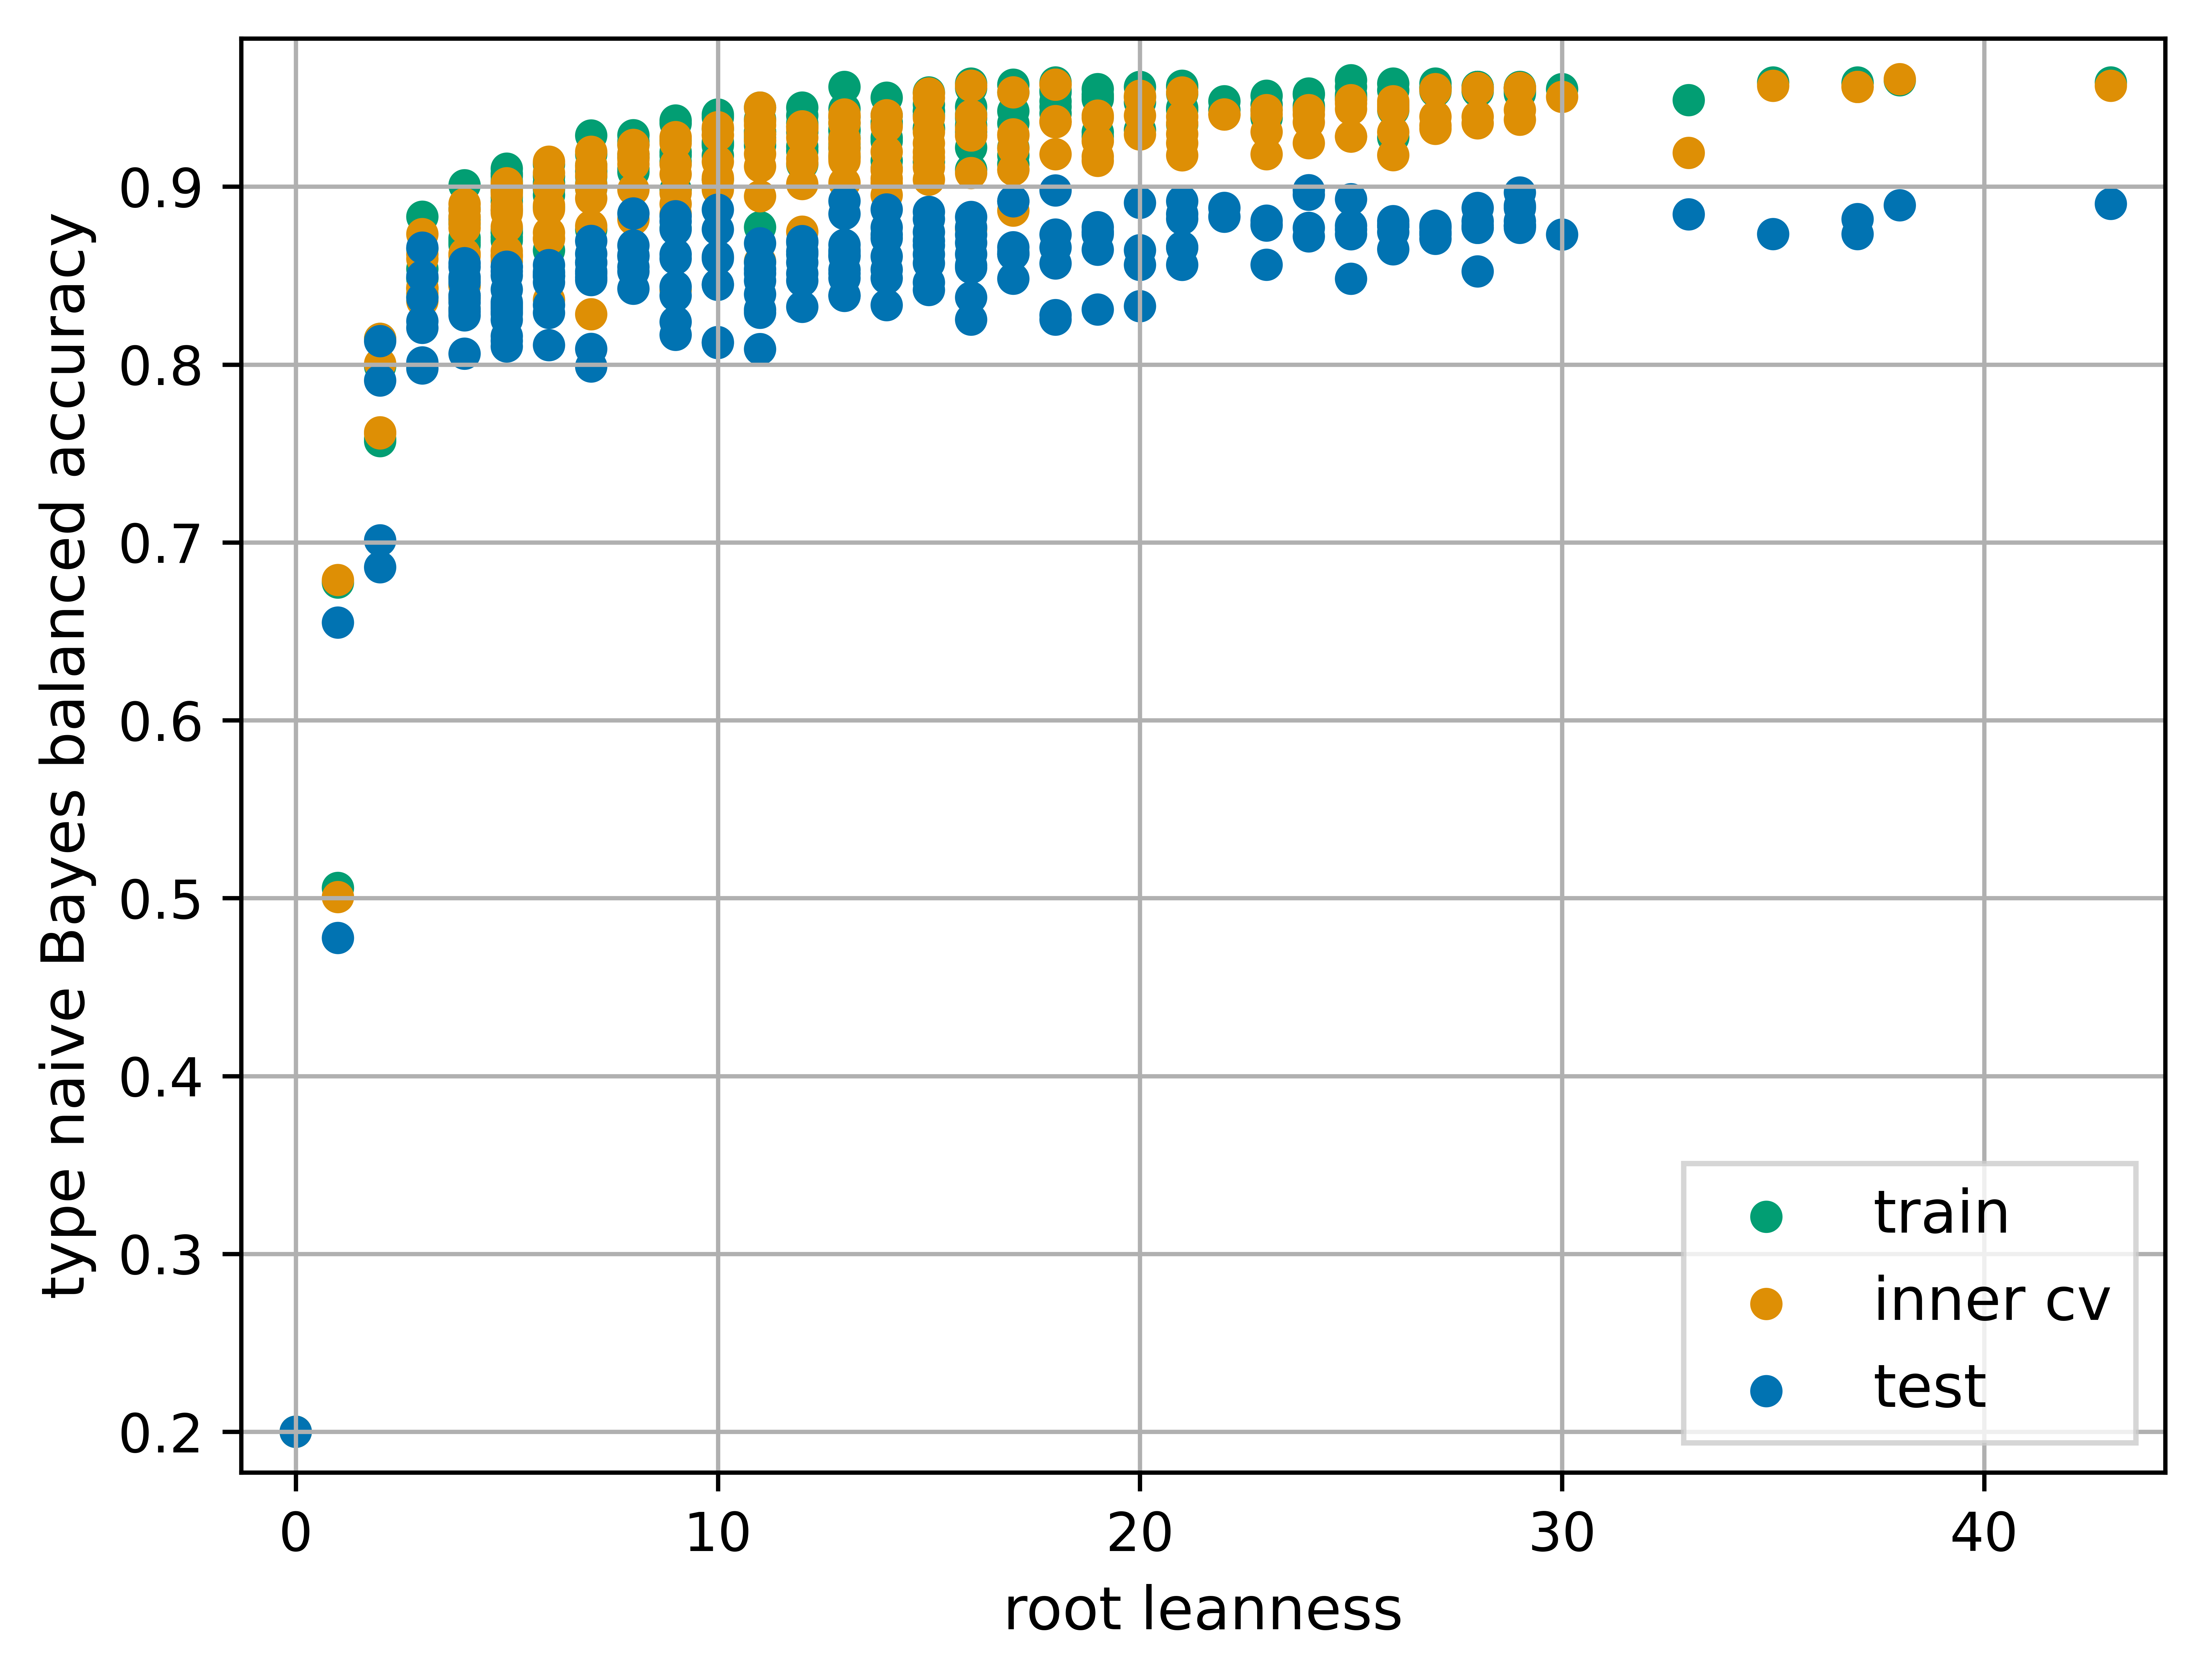 type naive Bayes balanced accuracy
0.9
0.8
0.7
0.6
0.5
0.4
0.3
0.2
0 10 20 30 40
root leanness
train
inner cv
test